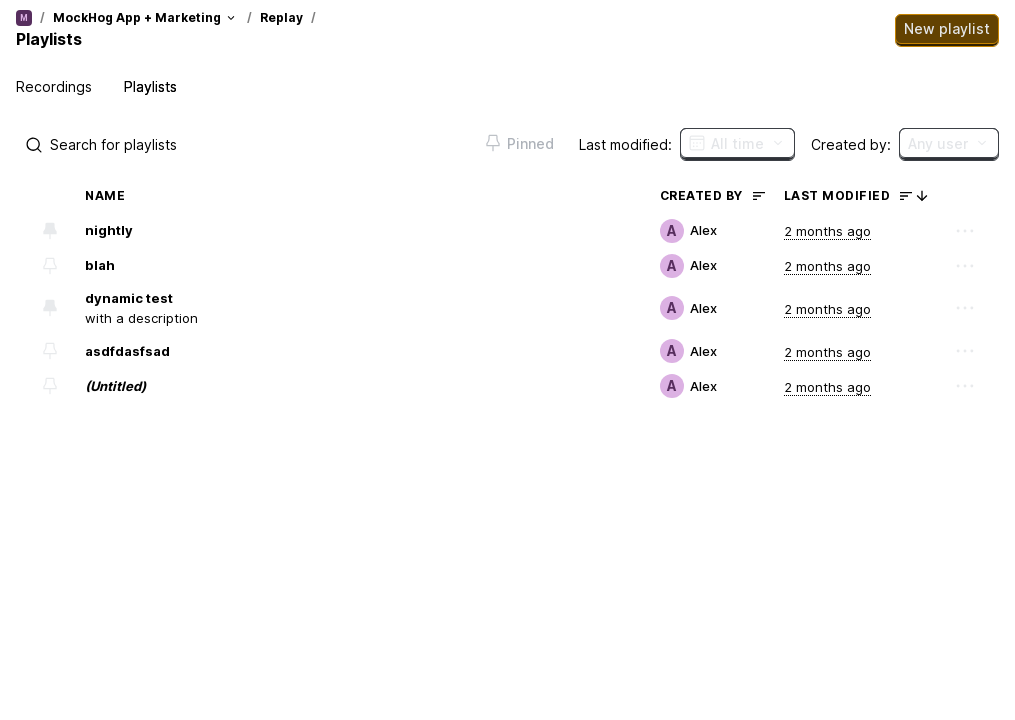 M / MockHog App + Marketing / Replay /
Playlists
New playlist
Recordings Playlists
Search for playlists Pinned Last modified: All time Created by: Any user
NAME CREATED BY LAST MODIFIED
nightly A Alex 2 months ago
blah A Alex 2 months ago
dynamic test A Alex 2 months ago
with a description
asdfdasfsad A Alex 2 months ago
(Untitled) A Alex 2 months ago